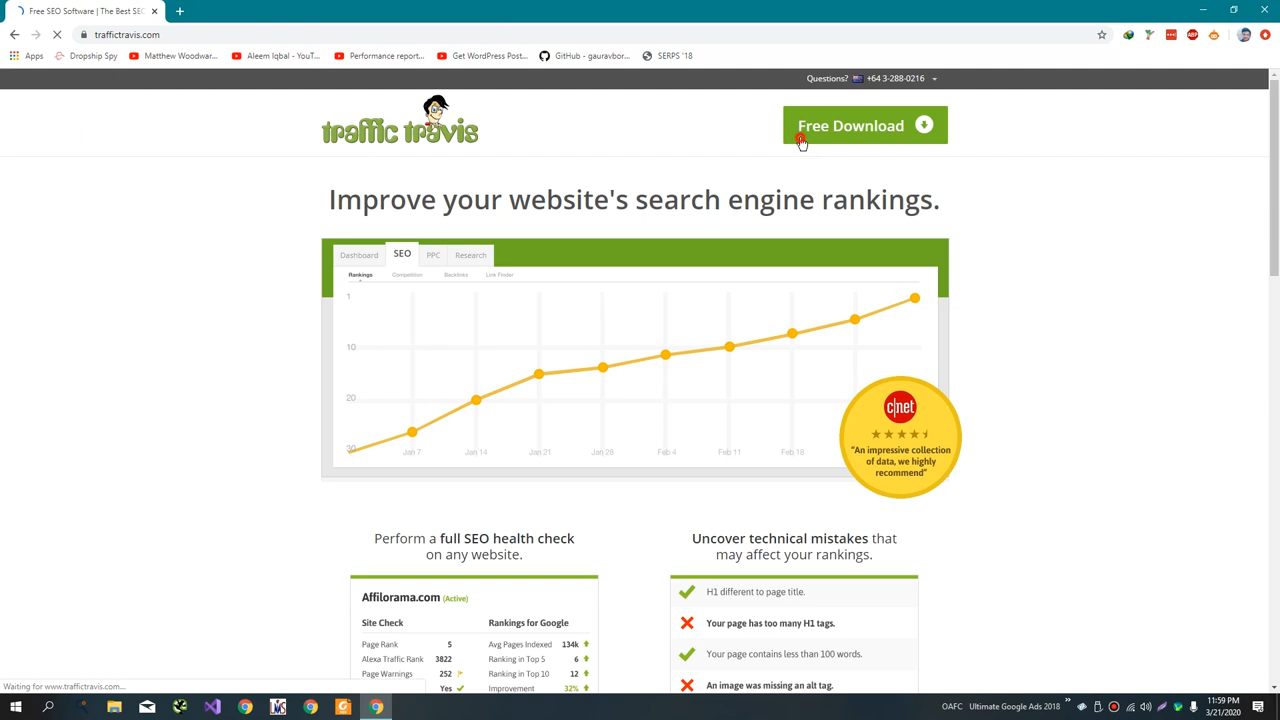 Free SEO Software | The Best SEO
traffictravis.com
Apps
Dropship Spy
Matthew Woodwar...
Aleem Iqbal - YouT...
Performance report...
Get WordPress Post...
GitHub - gauravbor...
SERPS '18
Questions? +64 3-288-0216
traffic travis
Free Download
Improve your website's search engine rankings.
Dashboard
SEO
PPC
Research
Rankings
Competition
Backlinks
Link Finder
1
10
20
30
Jan 7
Jan 14
Jan 21
Jan 28
Feb 4
Feb 11
Feb 18
c|net
"An impressive collection
of data, we highly
recommend"
Perform a full SEO health check
on any website.
Affilorama.com (Active)
Site Check
Rankings for Google
Page Rank 5
Avg Pages Indexed 134k
Alexa Traffic Rank 3822
Ranking in Top 5 6
Page Warnings 252
Ranking in Top 10 12
Yes
Improvement 32%
Uncover technical mistakes that
may affect your rankings.
H1 different to page title.
Your page has too many H1 tags.
Your page contains less than 100 words.
An image was missing an alt tag.
Waiting for www.traffictravis.com...
OAFC
Ultimate Google Ads 2018
11:59 PM
3/21/2020